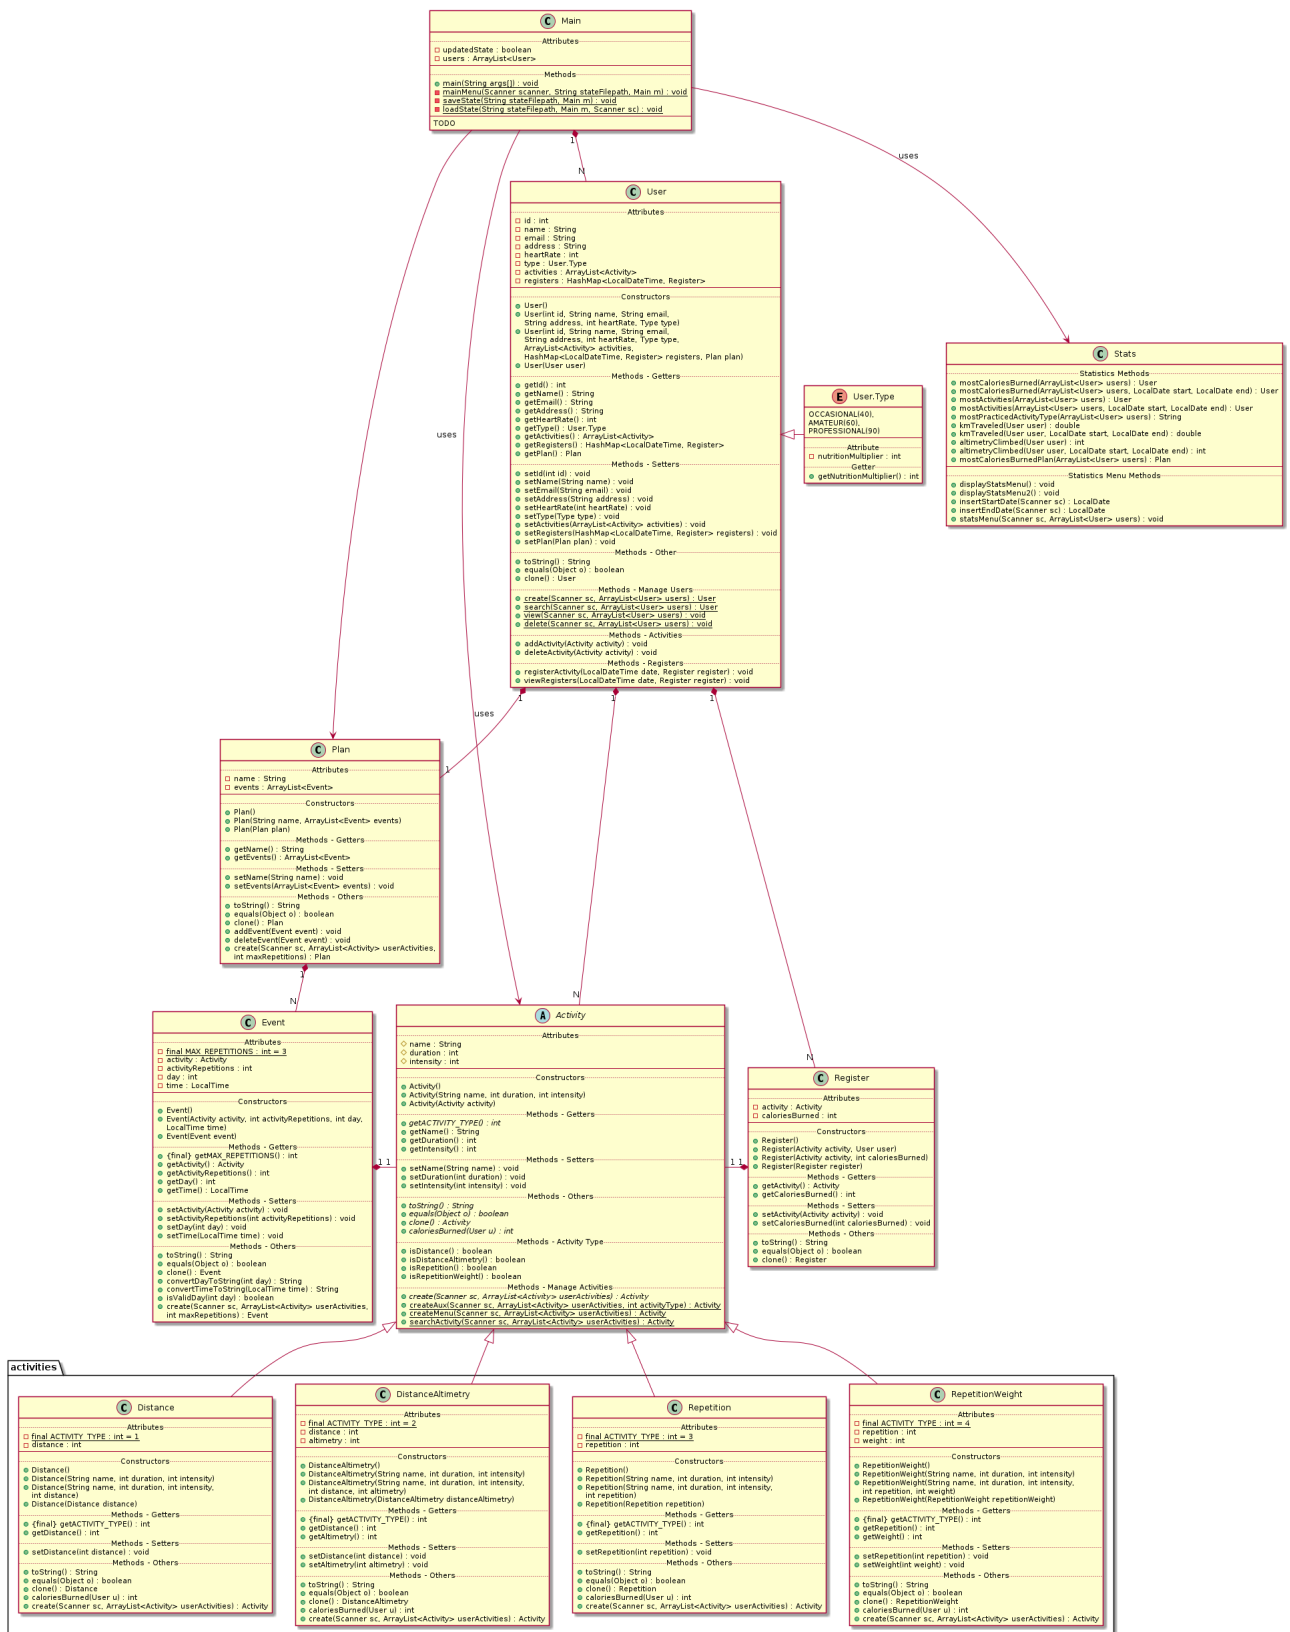 Main
Attributes
updatedState : boolean
users : ArrayList<User>
Methods
main(String args[]) : void
mainMenu(Scanner scanner, String stateFilepath, Main m) : void
saveState(String stateFilepath, Main m) : void
loadState(String stateFilepath, Main m, Scanner sc) : void
TODO
1
N
uses
uses
uses
User
Attributes
id : int
name : String
email : String
address : String
heartRate : int
type : User.Type
activities : ArrayList<Activity>
registers : HashMap<LocalDateTime, Register>
Constructors
User()
User(int id, String name, String email,
String address, int heartRate, Type type)
User(int id, String name, String email,
String address, int heartRate, Type type,
ArrayList<Activity> activities,
HashMap<LocalDateTime, Register> registers, Plan plan)
User(User user)
Methods - Getters
getId() : int
getName() : String
getEmail() : String
getAddress() : String
getHeartRate() : int
getType() : User.Type
getActivities() : ArrayList<Activity>
getRegisters() : HashMap<LocalDateTime, Register>
getPlan() : Plan
Methods - Setters
setId(int id) : void
setName(String name) : void
setEmail(String email) : void
setAddress(String address) : void
setHeartRate(int heartRate) : void
setType(Type type) : void
setActivities(ArrayList<Activity> activities) : void
setRegisters(HashMap<LocalDateTime, Register> registers) : void
setPlan(Plan plan) : void
Methods - Other
toString() : String
equals(Object o) : boolean
clone() : User
Methods - Manage Users
create(Scanner sc, ArrayList<User> users) : User
search(Scanner sc, ArrayList<User> users) : User
view(Scanner sc, ArrayList<User> users) : void
delete(Scanner sc, ArrayList<User> users) : void
Methods - Activities
addActivity(Activity activity) : void
deleteActivity(Activity activity) : void
Methods - Registers
registerActivity(LocalDateTime date, Register register) : void
viewRegisters(LocalDateTime date, Register register) : void
User.Type
OCCASIONAL(40),
AMATEUR(60),
PROFESSIONAL(90)
Attribute
nutritionMultiplier : int
Getter
getNutritionMultiplier() : int
Stats
Statistics Methods
mostCaloriesBurned(ArrayList<User> users) : User
mostCaloriesBurned(ArrayList<User> users, LocalDate start, LocalDate end) : User
mostActivities(ArrayList<User> users) : User
mostActivities(ArrayList<User> users, LocalDate start, LocalDate end) : User
mostPracticedActivityType(ArrayList<User> users) : String
kmTraveled(User user) : double
kmTraveled(User user, LocalDate start, LocalDate end) : double
altimetryClimbed(User user) : int
altimetryClimbed(User user, LocalDate start, LocalDate end) : int
mostCaloriesBurnedPlan(ArrayList<User> users) : Plan
Statistics Menu Methods
displayStatsMenu() : void
displayStatsMenu2() : void
insertStartDate(Scanner sc) : LocalDate
insertEndDate(Scanner sc) : LocalDate
statsMenu(Scanner sc, ArrayList<User> users) : void
1
1
1
1
N
N
Plan
Attributes
name : String
events : ArrayList<Event>
Constructors
Plan()
Plan(String name, ArrayList<Event> events)
Plan(Plan plan)
Methods - Getters
getName() : String
getEvents() : ArrayList<Event>
Methods - Setters
setName(String name) : void
setEvents(ArrayList<Event> events) : void
Methods - Others
toString() : String
equals(Object o) : boolean
clone() : Plan
addEvent(Event event) : void
deleteEvent(Event event) : void
create(Scanner sc, ArrayList<Activity> userActivities,
int maxRepetitions) : Plan
1
N
Event
Attributes
final MAX_REPETITIONS : int = 3
activity : Activity
activityRepetitions : int
day : int
time : LocalTime
Constructors
Event()
Event(Activity activity, int activityRepetitions, int day,
LocalTime time)
Event(Event event)
Methods - Getters
{final} getMAX_REPETITIONS() : int
getActivity() : Activity
getActivityRepetitions() : int
getDay() : int
getTime() : LocalTime
Methods - Setters
setActivity(Activity activity) : void
setActivityRepetitions(int activityRepetitions) : void
setDay(int day) : void
setTime(LocalTime time) : void
Methods - Others
toString() : String
equals(Object o) : boolean
clone() : Event
convertDayToString(int day) : String
convertTimeToString(LocalTime time) : String
isValidDay(int day) : boolean
create(Scanner sc, ArrayList<Activity> userActivities,
int maxRepetitions) : Event
1 1
Activity
Attributes
name : String
duration : int
intensity : int
Constructors
Activity()
Activity(String name, int duration, int intensity)
Activity(Activity activity)
Methods - Getters
getACTIVITY_TYPE() : int
getName() : String
getDuration() : int
getIntensity() : int
Methods - Setters
setName(String name) : void
setDuration(int duration) : void
setIntensity(int intensity) : void
Methods - Others
toString() : String
equals(Object o) : boolean
clone() : Activity
caloriesBurned(User u) : int
Methods - Activity Type
isDistance() : boolean
isDistanceAltimetry() : boolean
isRepetition() : boolean
isRepetitionWeight() : boolean
Methods - Manage Activities
create(Scanner sc, ArrayList<Activity> userActivities) : Activity
createAux(Scanner sc, ArrayList<Activity> userActivities, int activityType) : Activity
createMenu(Scanner sc, ArrayList<Activity> userActivities) : Activity
searchActivity(Scanner sc, ArrayList<Activity> userActivities) : Activity
1 1
Register
Attributes
activity : Activity
caloriesBurned : int
Constructors
Register()
Register(Activity activity, User user)
Register(Activity activity, int caloriesBurned)
Register(Register register)
Methods - Getters
getActivity() : Activity
getCaloriesBurned() : int
Methods - Setters
setActivity(Activity activity) : void
setCaloriesBurned(int caloriesBurned) : void
Methods - Others
toString() : String
equals(Object o) : boolean
clone() : Register
activities
Distance
Attributes
final ACTIVITY_TYPE : int = 1
distance : int
Constructors
Distance()
Distance(String name, int duration, int intensity)
Distance(String name, int duration, int intensity,
int distance)
Distance(Distance distance)
Methods - Getters
{final} getACTIVITY_TYPE() : int
getDistance() : int
Methods - Setters
setDistance(int distance) : void
Methods - Others
toString() : String
equals(Object o) : boolean
clone() : Distance
caloriesBurned(User u) : int
create(Scanner sc, ArrayList<Activity> userActivities) : Activity
DistanceAltimetry
Attributes
final ACTIVITY_TYPE : int = 2
distance : int
altimetry : int
Constructors
DistanceAltimetry()
DistanceAltimetry(String name, int duration, int intensity)
DistanceAltimetry(String name, int duration, int intensity,
int distance, int altimetry)
DistanceAltimetry(DistanceAltimetry distanceAltimetry)
Methods - Getters
{final} getACTIVITY_TYPE() : int
getDistance() : int
getAltimetry() : int
Methods - Setters
setDistance(int distance) : void
setAltimetry(int altimetry) : void
Methods - Others
toString() : String
equals(Object o) : boolean
clone() : DistanceAltimetry
caloriesBurned(User u) : int
create(Scanner sc, ArrayList<Activity> userActivities) : Activity
Repetition
Attributes
final ACTIVITY_TYPE : int = 3
repetition : int
Constructors
Repetition()
Repetition(String name, int duration, int intensity)
Repetition(String name, int duration, int intensity,
int repetition)
Repetition(Repetition repetition)
Methods - Getters
{final} getACTIVITY_TYPE() : int
getRepetition() : int
Methods - Setters
setRepetition(int repetition) : void
Methods - Others
toString() : String
equals(Object o) : boolean
clone() : Repetition
caloriesBurned(User u) : int
create(Scanner sc, ArrayList<Activity> userActivities) : Activity
RepetitionWeight
Attributes
final ACTIVITY_TYPE : int = 4
repetition : int
weight : int
Constructors
RepetitionWeight()
RepetitionWeight(String name, int duration, int intensity)
RepetitionWeight(String name, int duration, int intensity,
int repetition, int weight)
RepetitionWeight(RepetitionWeight repetitionWeight)
Methods - Getters
{final} getACTIVITY_TYPE() : int
getRepetition() : int
getWeight() : int
Methods - Setters
setRepetition(int repetition) : void
setWeight(int weight) : void
Methods - Others
toString() : String
equals(Object o) : boolean
clone() : RepetitionWeight
caloriesBurned(User u) : int
create(Scanner sc, ArrayList<Activity> userActivities) : Activity